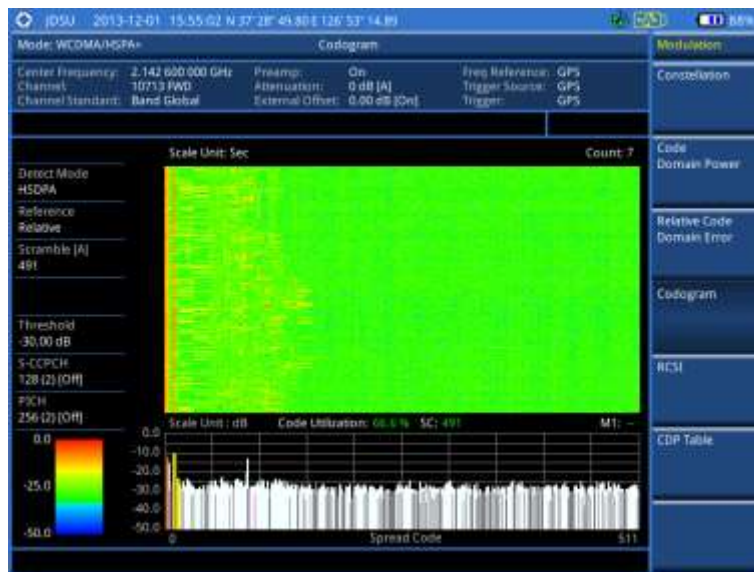 JDSU 2013-12-01 15:55:02 N 37° 28' 49.80 E 126° 53' 14.89
Mode: WCDMA/HSPA+ Codogram
Modulation
Center Frequency: 2.142 600 000 GHz Preamp: On Freq Reference: GPS
Channel: 10713 FWD Attenuation: 0 dB [A] Trigger Source: GPS
Channel Standard: Band Global External Offset: 0.00 dB [On] Trigger: GPS
Constellation
Scale Unit: Sec Count: 7
Code
Domain Power
Detect Mode
HSDPA
Reference
Relative
Scramble [A]
491
Relative Code
Domain Error
Codogram
Threshold
-30.00 dB
S-CCPCH
128 (2) [Off]
PICH
256 (2) [Off]
RCSI
Scale Unit : dB Code Utilization: SC: 491 M1: --
CDP Table
0.0
-25.0
-50.0
0.0
-10.0
-20.0
-30.0
-40.0
-50.0
0 Spread Code 511